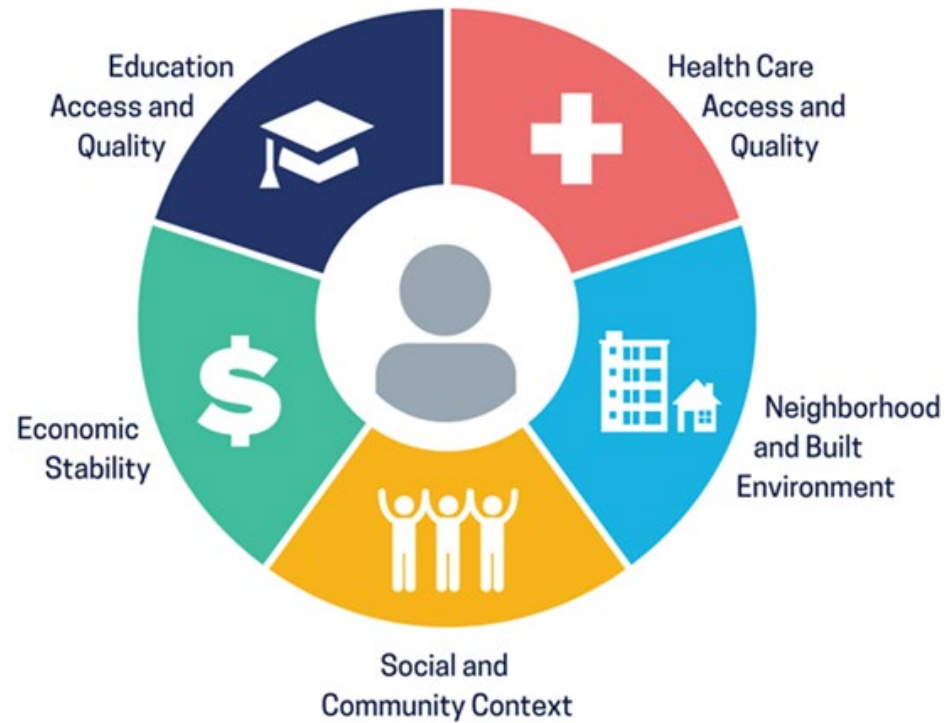 Education
Access and
Quality
Health Care
Access and
Quality
Economic
Stability
Neighborhood
and Built
Environment
Social and
Community Context